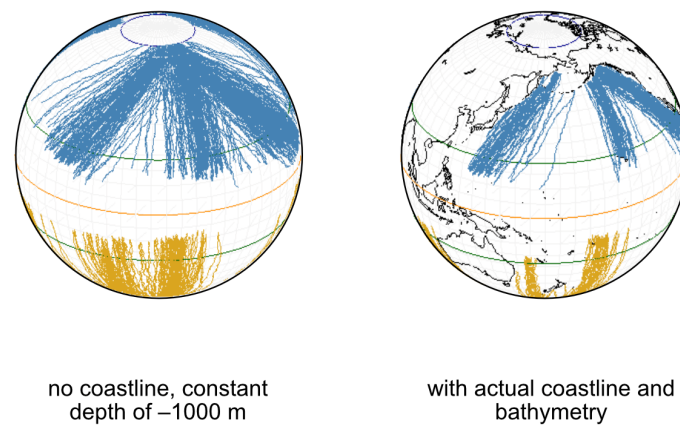 no coastline, constant
depth of –1000 m
with actual coastline and
bathymetry